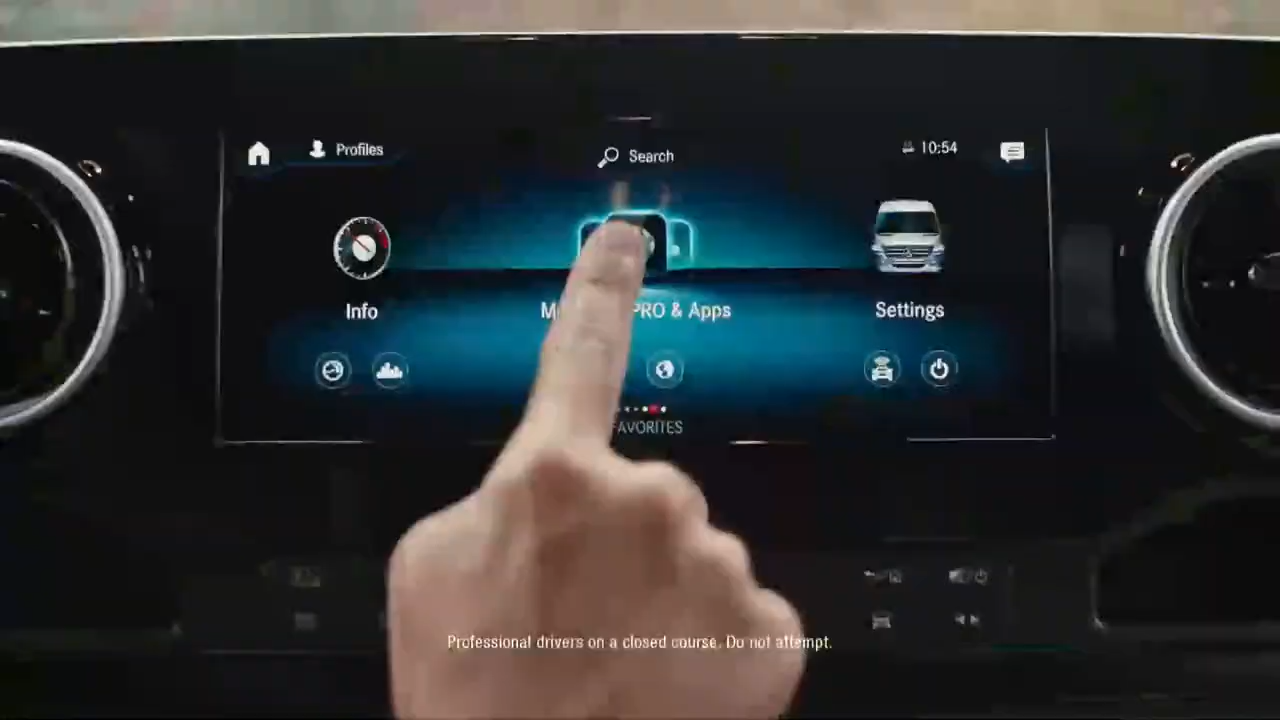 Profiles
Search
10:54
Info
PRO & Apps
Settings
FAVORITES
Professional drivers on a closed course. Do not attempt.